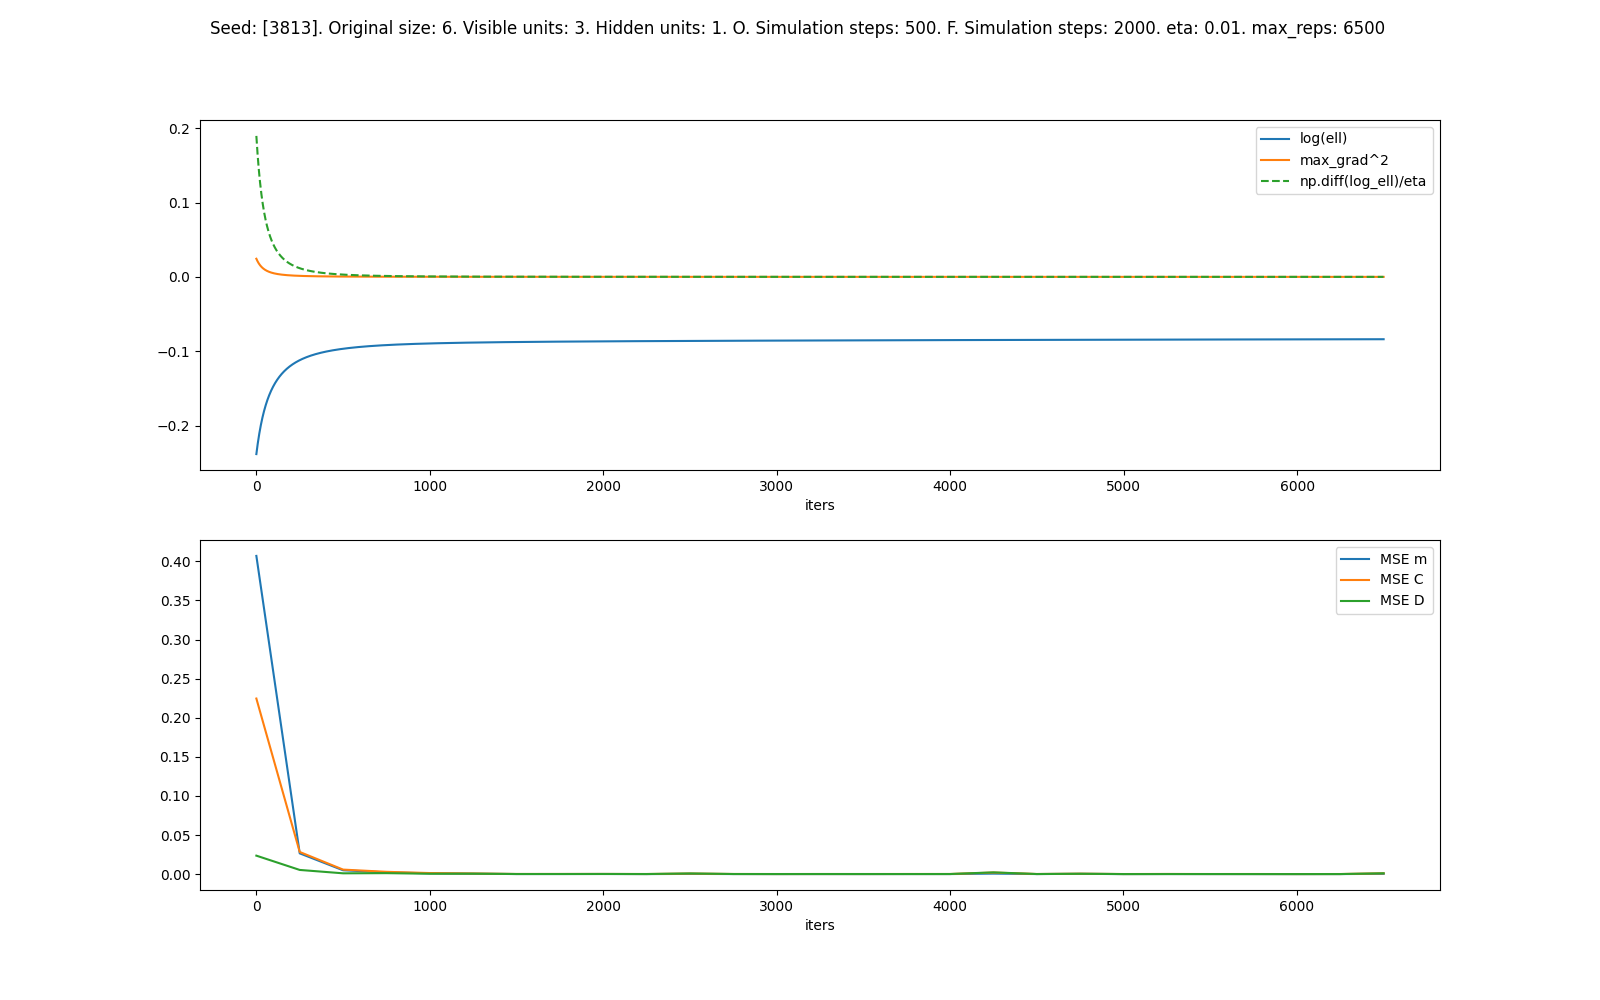 Seed: [3813]. Original size: 6. Visible units: 3. Hidden units: 1. O. Simulation steps: 500. F. Simulation steps: 2000. eta: 0.01. max_reps: 6500
0.2
0.1
0.0
−0.1
−0.2
log(ell)
max_grad^2
np.diff(log_ell)/eta
0 1000 2000 3000 4000 5000 6000
iters
0.40
0.35
0.30
0.25
0.20
0.15
0.10
0.05
0.00
MSE m
MSE C
MSE D
0 1000 2000 3000 4000 5000 6000
iters